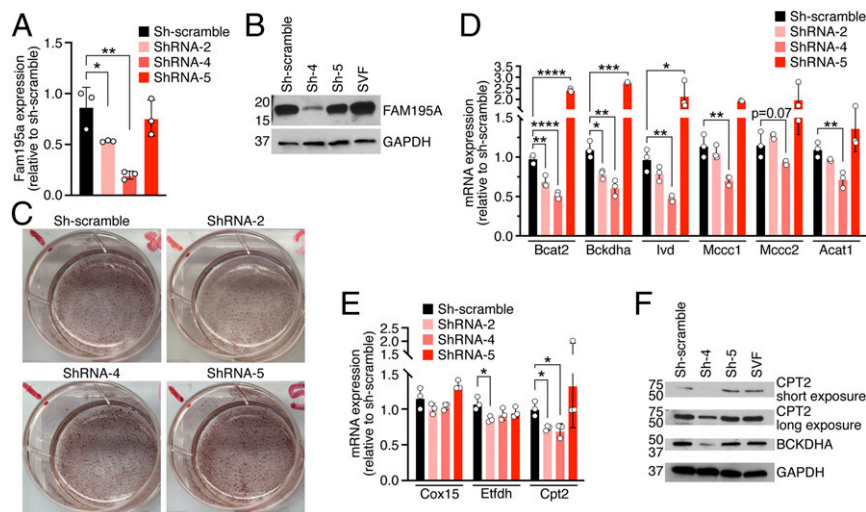 A
Fam195a expression
(relative to sh-scramble)
1.5
1.0
0.5
0.0
*
**
Sh-scramble
ShRNA-2
ShRNA-4
ShRNA-5
B
Sh-scramble
Sh-4
Sh-5
SVF
20
15
37
FAM195A
GAPDH
C
Sh-scramble
ShRNA-2
ShRNA-4
ShRNA-5
D
mRNA expression
(relative to sh-scramble)
3.0
2.5
2.0
1.5
1.0
0.5
0.0
****
****
**
***
**
*
*
**
**
p=0.07
**
Sh-scramble
ShRNA-2
ShRNA-4
ShRNA-5
Bcat2
Bckdha
Ivd
Mccc1
Mccc2
Acat1
E
mRNA expression
(relative to sh-scramble)
2.5
2.0
1.5
1.0
0.5
0.0
Sh-scramble
ShRNA-2
ShRNA-4
ShRNA-5
*
*
*
Cox15
Etfdh
Cpt2
F
Sh-scramble
Sh-4
Sh-5
SVF
75
50
CPT2
short exposure
75
50
CPT2
long exposure
50
37
BCKDHA
37
GAPDH